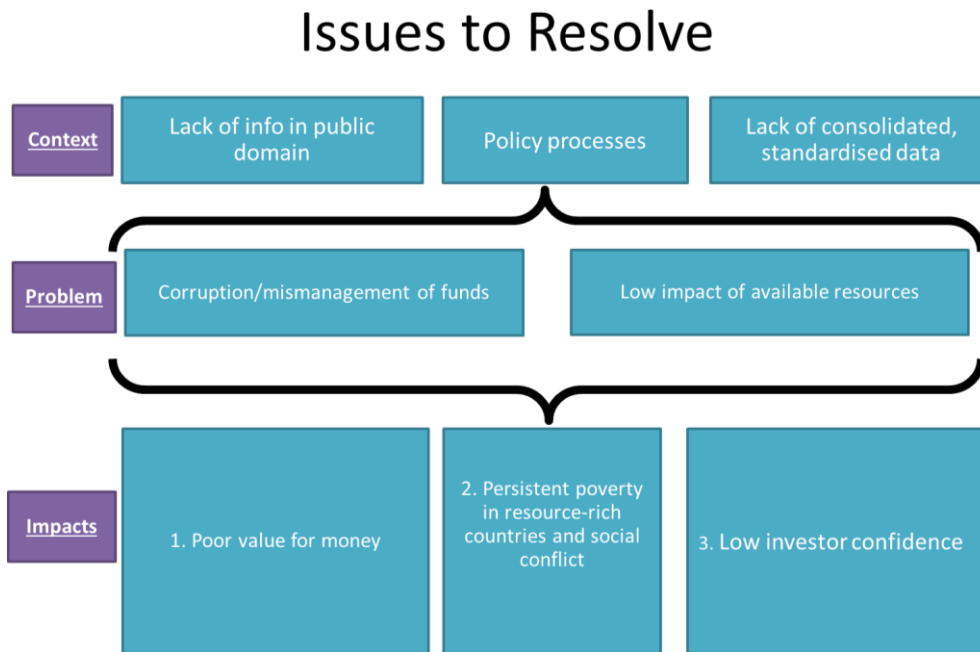 Issues to Resolve
Context
Lack of info in public
domain
Policy processes
Lack of consolidated,
standardised data
Problem
Corruption/mismanagement of funds
Low impact of available resources
Impacts
1. Poor value for money
2. Persistent poverty
in resource-rich
countries and social
conflict
3. Low investor confidence